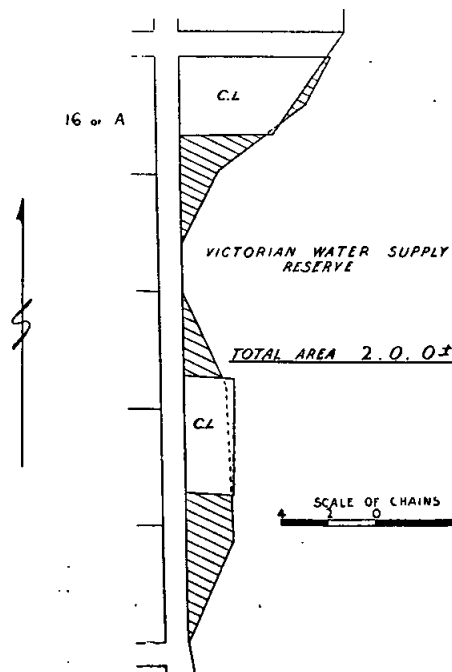 C.L
16 or A
VICTORIAN WATER SUPPLY
RESERVE
TOTAL AREA 2.0.0±
C.L
SCALE OF CHAINS
4 2 0